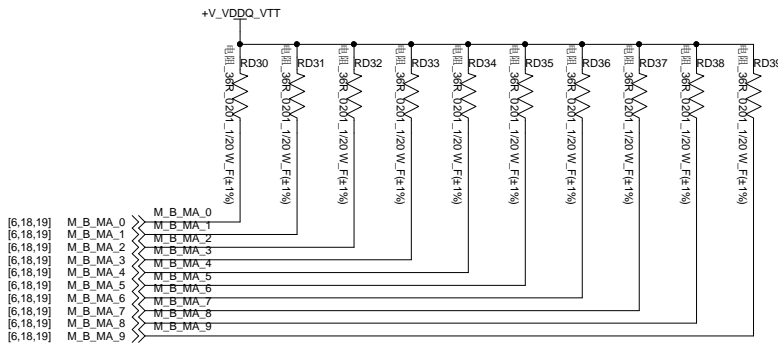 +V_VDDQ_VTT
RD30
RD31
RD32
RD33
RD34
RD35
RD36
RD37
RD38
RD39
电阻_36R_0201_1/20 W_F(±1%)
电阻_36R_0201_1/20 W_F(±1%)
电阻_36R_0201_1/20 W_F(±1%)
电阻_36R_0201_1/20 W_F(±1%)
电阻_36R_0201_1/20 W_F(±1%)
电阻_36R_0201_1/20 W_F(±1%)
电阻_36R_0201_1/20 W_F(±1%)
电阻_36R_0201_1/20 W_F(±1%)
电阻_36R_0201_1/20 W_F(±1%)
电阻_36R_0201_1/20 W_F(±1%)
[6,18,19] M_B_MA_0 M_B_MA_0
[6,18,19] M_B_MA_1 M_B_MA_1
[6,18,19] M_B_MA_2 M_B_MA_2
[6,18,19] M_B_MA_3 M_B_MA_3
[6,18,19] M_B_MA_4 M_B_MA_4
[6,18,19] M_B_MA_5 M_B_MA_5
[6,18,19] M_B_MA_6 M_B_MA_6
[6,18,19] M_B_MA_7 M_B_MA_7
[6,18,19] M_B_MA_8 M_B_MA_8
[6,18,19] M_B_MA_9 M_B_MA_9